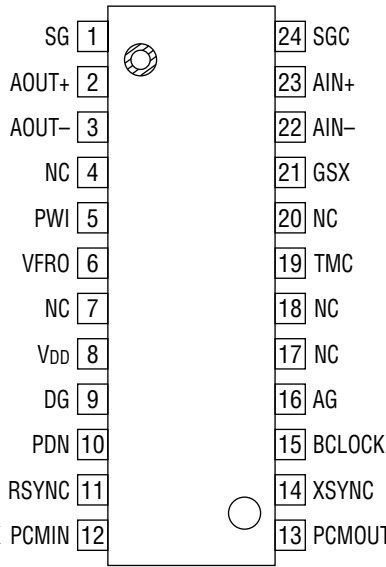 SG 1 24 SGC
AOUT+ 2 23 AIN+
AOUT– 3 22 AIN–
NC 4 21 GSX
PWI 5 20 NC
VFRO 6 19 TMC
NC 7 18 NC
VDD 8 17 NC
DG 9 16 AG
PDN 10 15 BCLOCK
RSYNC 11 14 XSYNC
PCMIN 12 13 PCMOUT